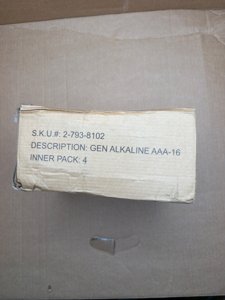 S.K.U.#: 2-793-8102
DESCRIPTION: GEN ALKALINE AAA-16
INNER PACK: 4